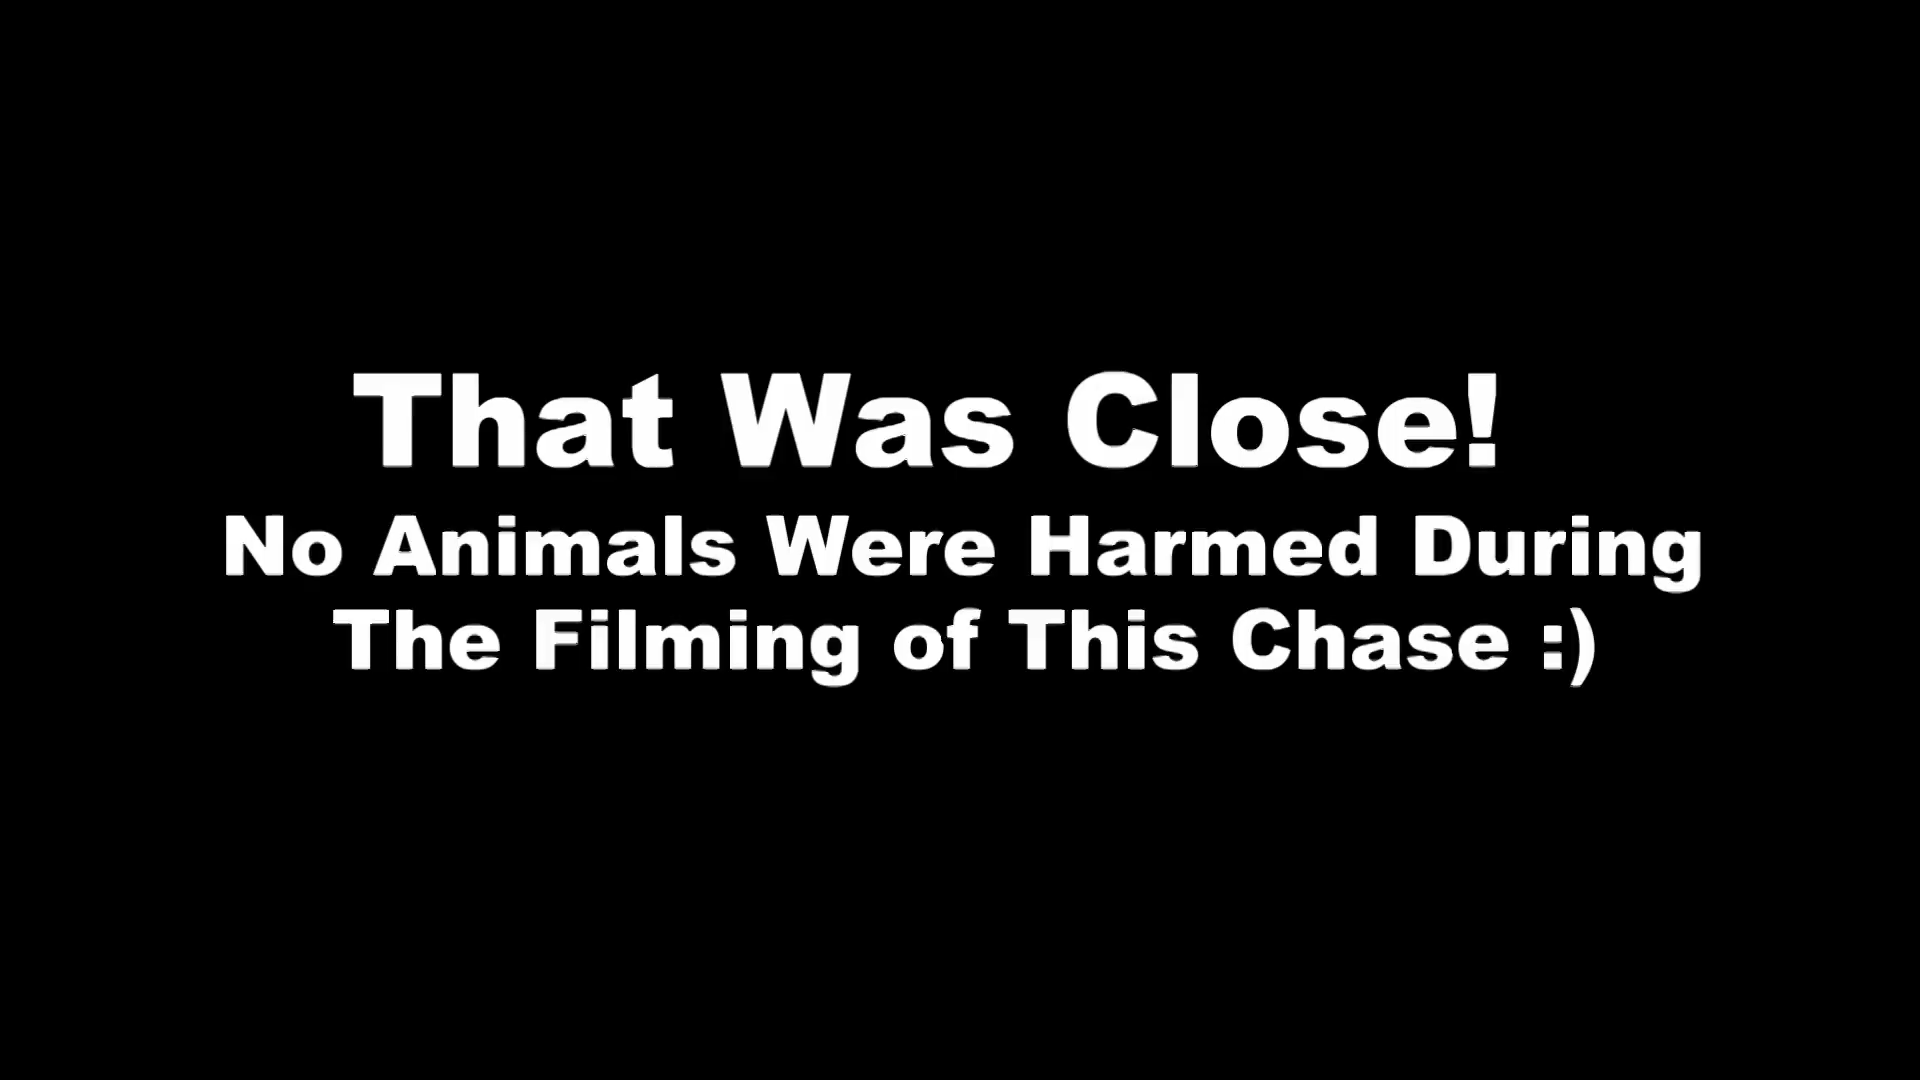 That Was Close!
No Animals Were Harmed During
The Filming of This Chase :)